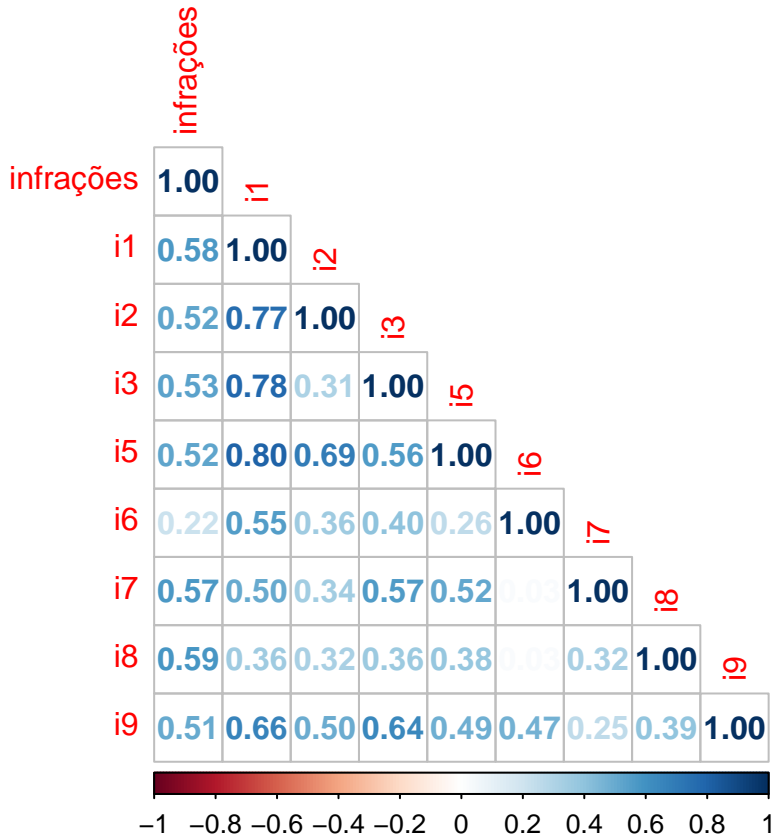 infrações
infrações 1.00 i1
i1 0.58 1.00 i2
i2 0.52 0.77 1.00 i3
i3 0.53 0.78 0.31 1.00 i5
i5 0.52 0.80 0.69 0.56 1.00 i6
i6 0.22 0.55 0.36 0.40 0.26 1.00 i7
i7 0.57 0.50 0.34 0.57 0.52 0.03 1.00 i8
i8 0.59 0.36 0.32 0.36 0.38 0.03 0.32 1.00 i9
i9 0.51 0.66 0.50 0.64 0.49 0.47 0.25 0.39 1.00
−1 −0.8 −0.6 −0.4 −0.2 0 0.2 0.4 0.6 0.8 1